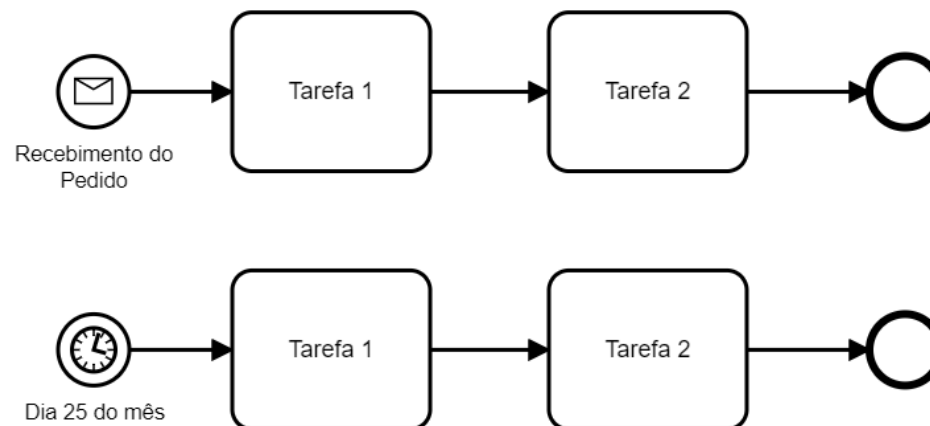 Tarefa 1
Tarefa 2
Recebimento do
Pedido
Tarefa 1
Tarefa 2
Dia 25 do mês